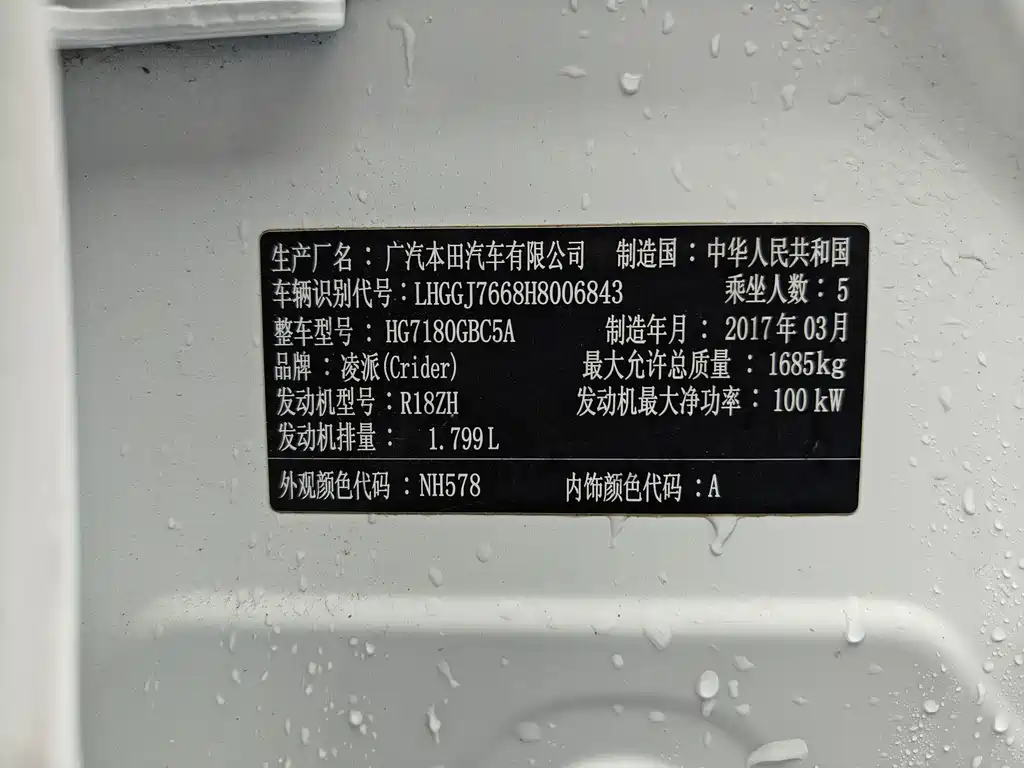 生产厂名：广汽本田汽车有限公司 制造国：中华人民共和国
车辆识别代号：LHGGJ7668H8006843 乘坐人数：5
整车型号：HG7180GBC5A 制造年月：2017年03月
品牌：凌派(Crider) 最大允许总质量：1685kg
发动机型号：R18ZH 发动机最大净功率：100 kW
发动机排量：1.799L
外观颜色代码：NH578 内饰颜色代码：A